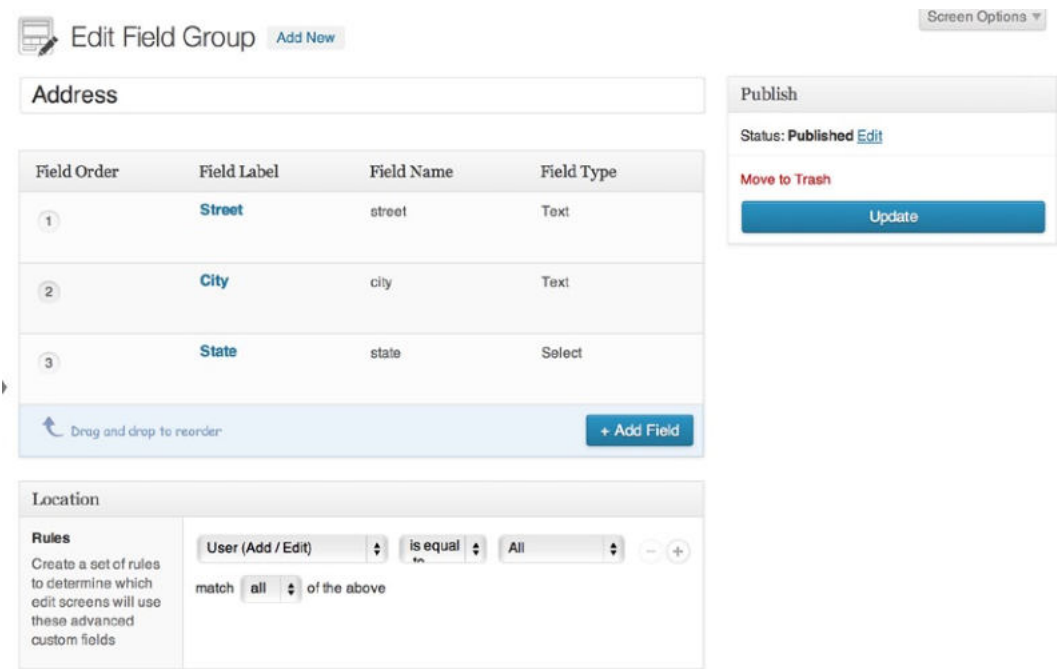 Screen Options
Edit Field Group Add New
Address
Field Order Field Label Field Name Field Type
1 Street street Text
2 City city Text
3 State state Select
Drag and drop to reorder + Add Field
Location
Rules
Create a set of rules
to determine which
edit screens will use
these advanced
custom fields
User (Add / Edit) is equal to All
match all of the above
Publish
Status: Published Edit
Move to Trash
Update